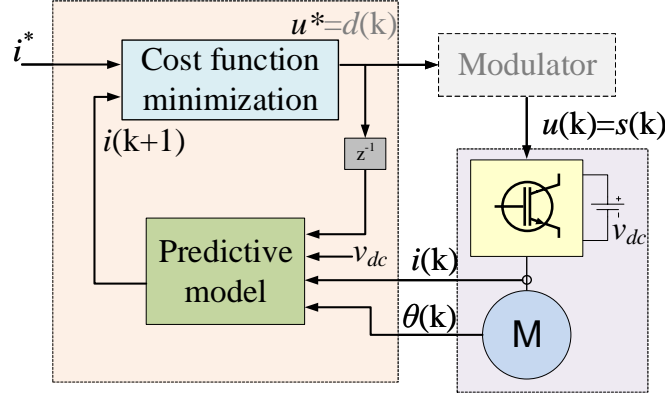 u*=d(k)
i*
Cost function
minimization
Modulator
i(k+1)
z-1
u(k)=s(k)
Predictive
model
vdc
+
-
vdc
i(k)
θ(k)
M